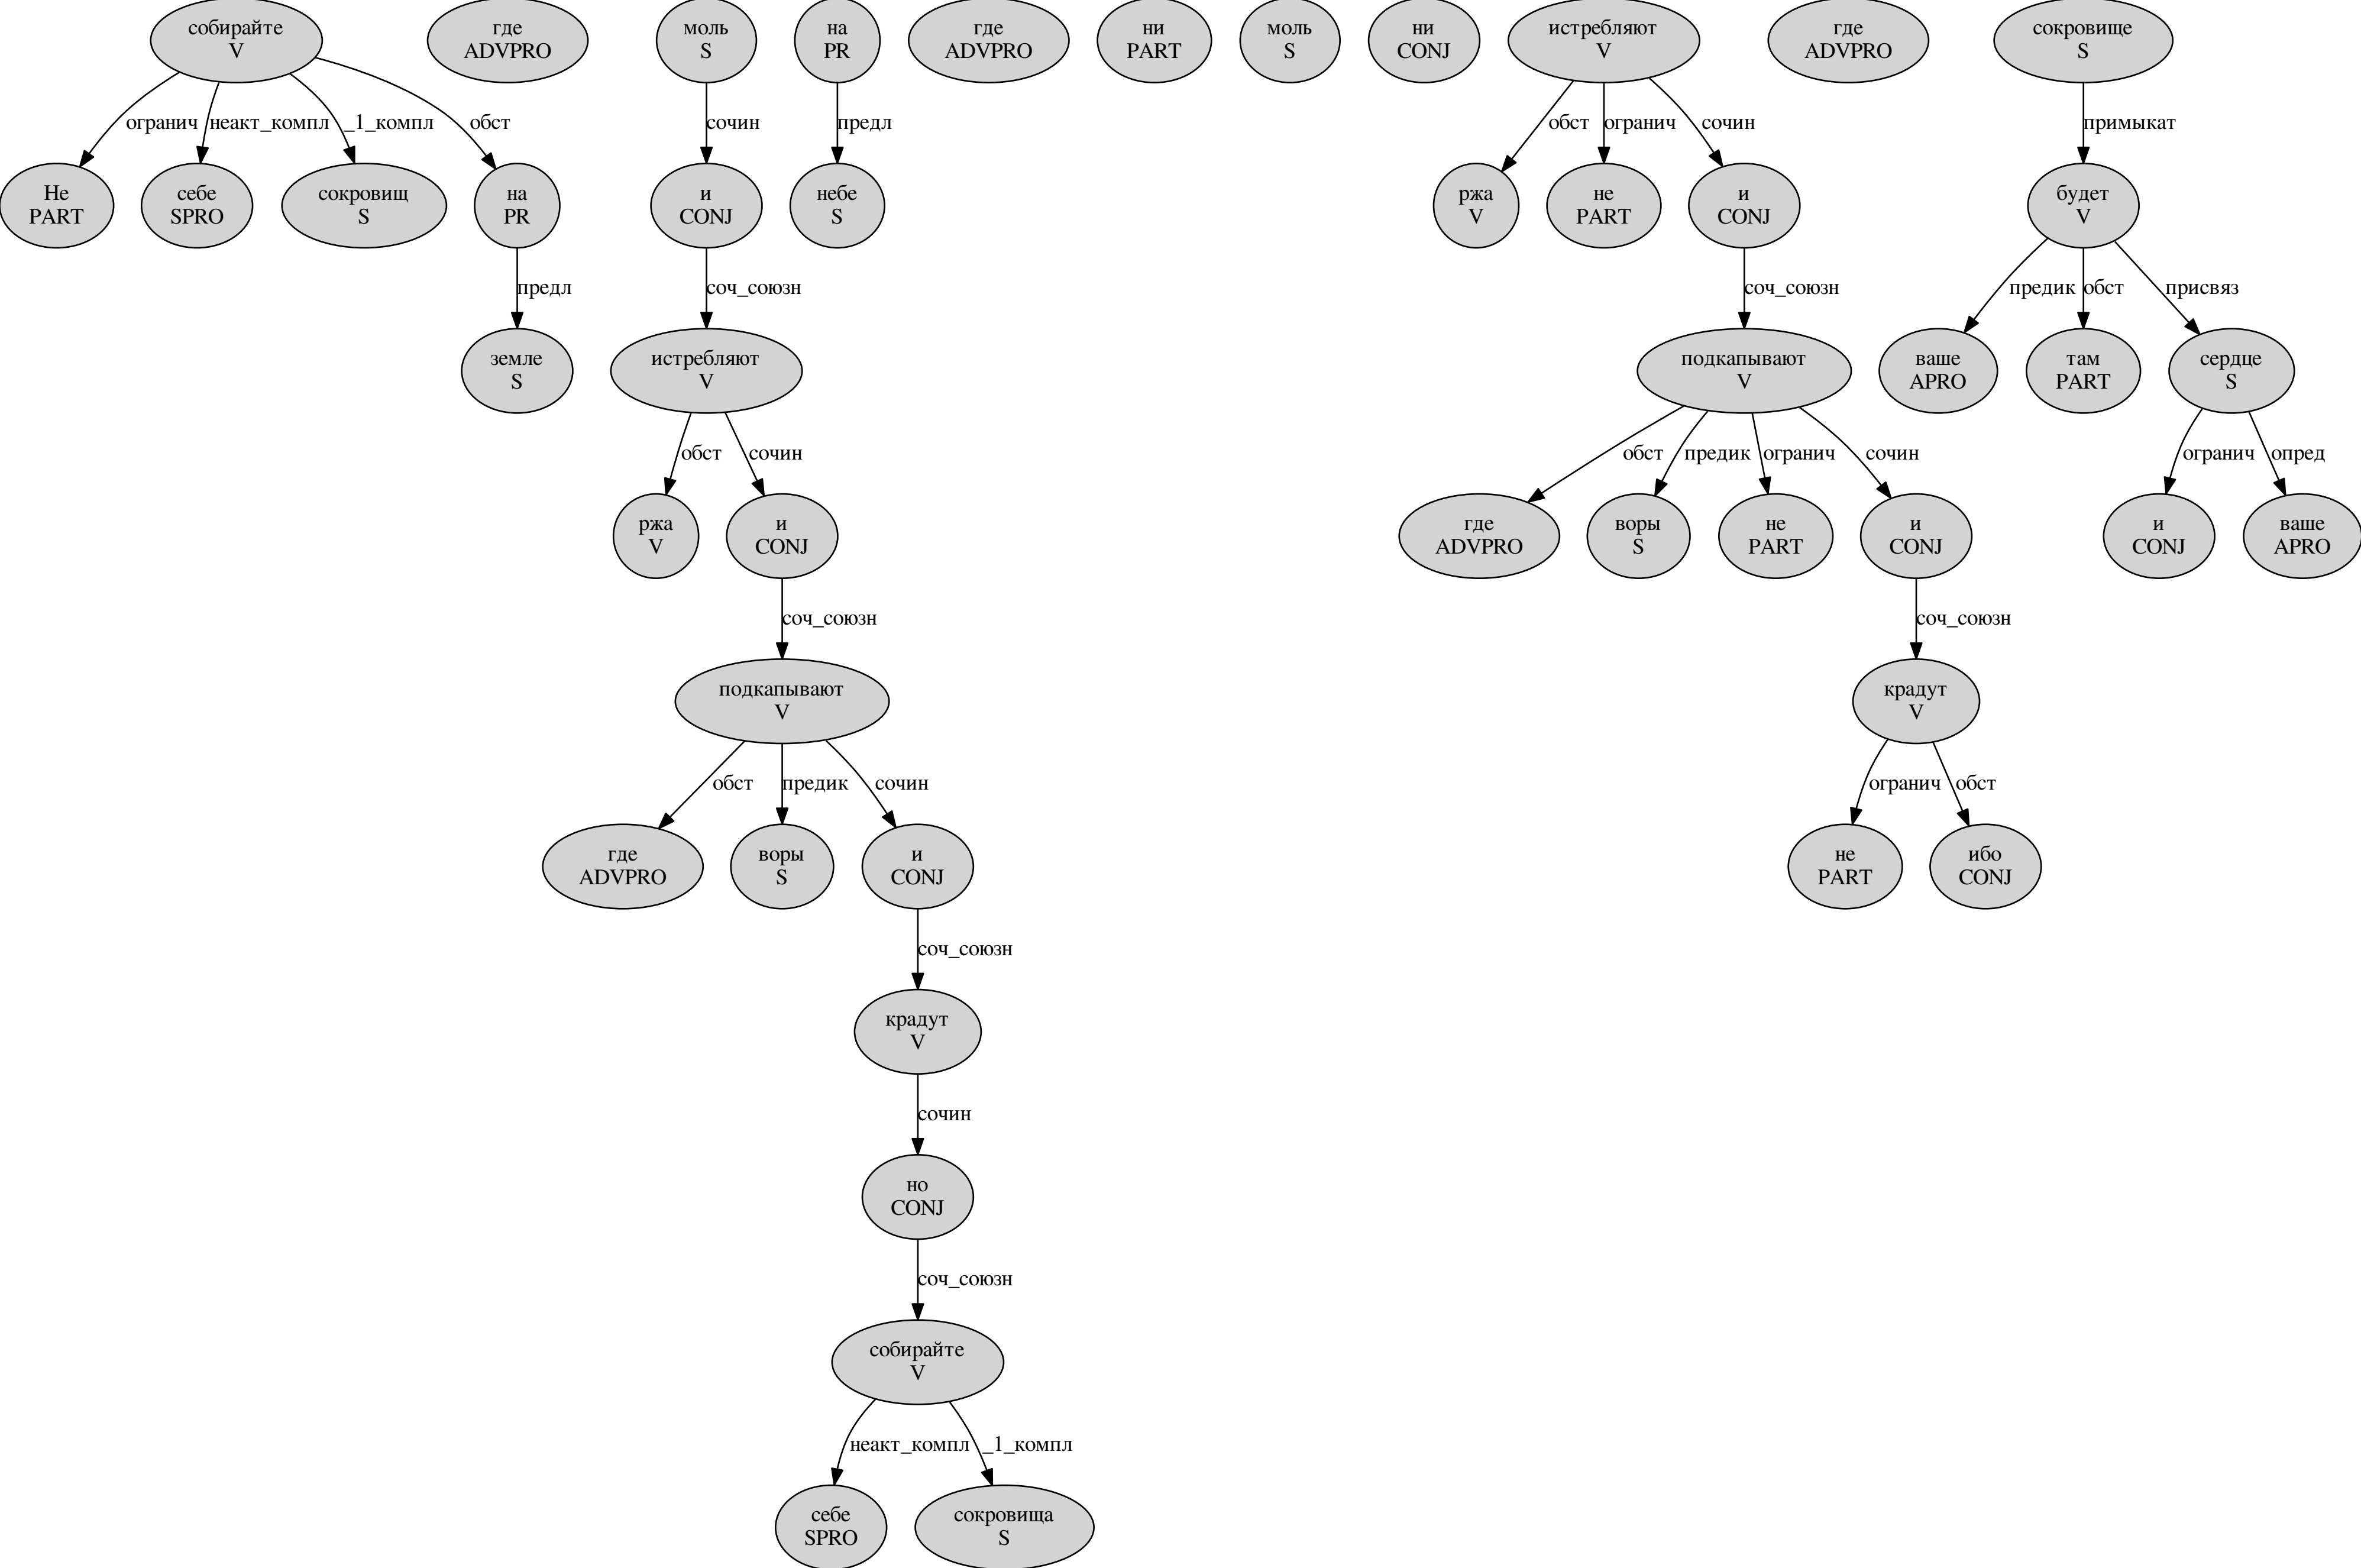 собирайте
V
где
ADVPRO
моль
S
на
PR
где
ADVPRO
ни
PART
моль
S
ни
CONJ
истребляют
V
где
ADVPRO
сокровище
S
огранич
неакт_компл
_1_компл
обст
сочин
предл
обст
огранич
сочин
примыкат
Не
PART
себе
SPRO
сокровищ
S
на
PR
и
CONJ
небе
S
ржа
V
не
PART
и
CONJ
будет
V
предл
соч_союзн
соч_союзн
предик
обст
присвяз
земле
S
истребляют
V
подкапывают
V
ваше
APRO
там
PART
сердце
S
обст
сочин
обст
предик
огранич
сочин
огранич
опред
ржа
V
и
CONJ
где
ADVPRO
воры
S
не
PART
и
CONJ
и
CONJ
ваше
APRO
соч_союзн
соч_союзн
подкапывают
V
крадут
V
обст
предик
сочин
огранич
обст
где
ADVPRO
воры
S
и
CONJ
не
PART
ибо
CONJ
соч_союзн
крадут
V
сочин
но
CONJ
соч_союзн
собирайте
V
неакт_компл
_1_компл
себе
SPRO
сокровища
S